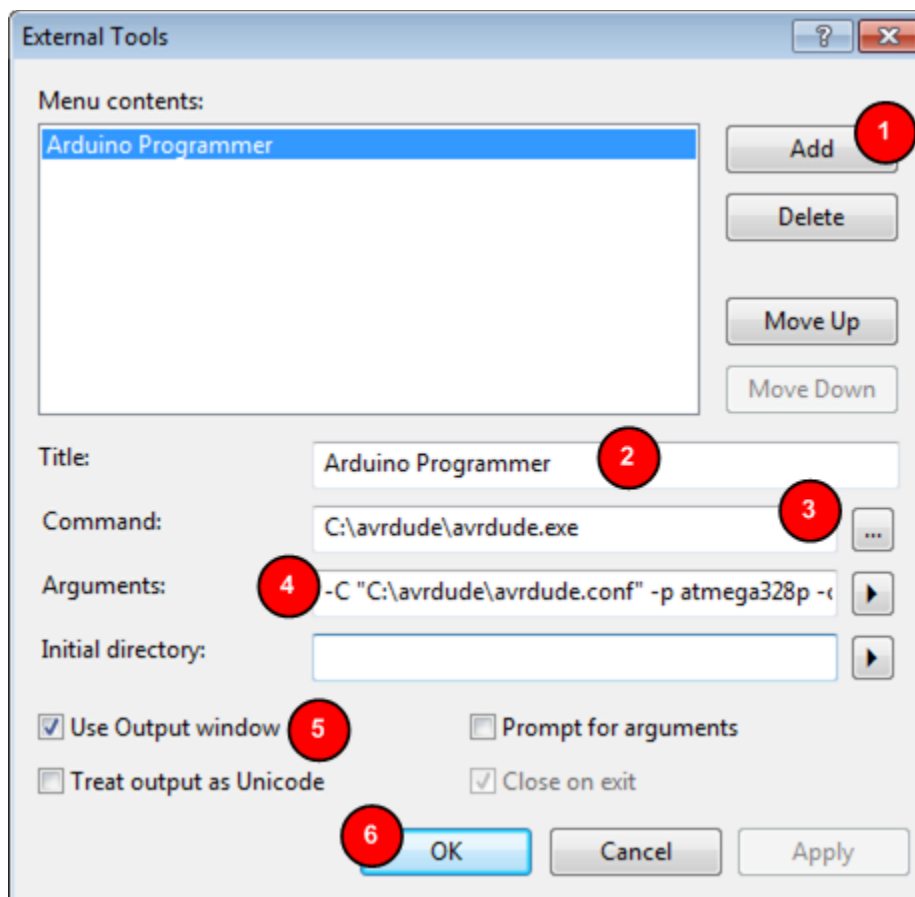 External Tools
Menu contents:
Arduino Programmer
Add
1
Delete
Move Up
Move Down
Title:
Arduino Programmer
2
Command:
C:\avrdude\avrdude.exe
3
...
Arguments:
4
-C "C:\avrdude\avrdude.conf" -p atmega328p -c
Initial directory:
Use Output window
5
Prompt for arguments
Treat output as Unicode
Close on exit
6
OK
Cancel
Apply